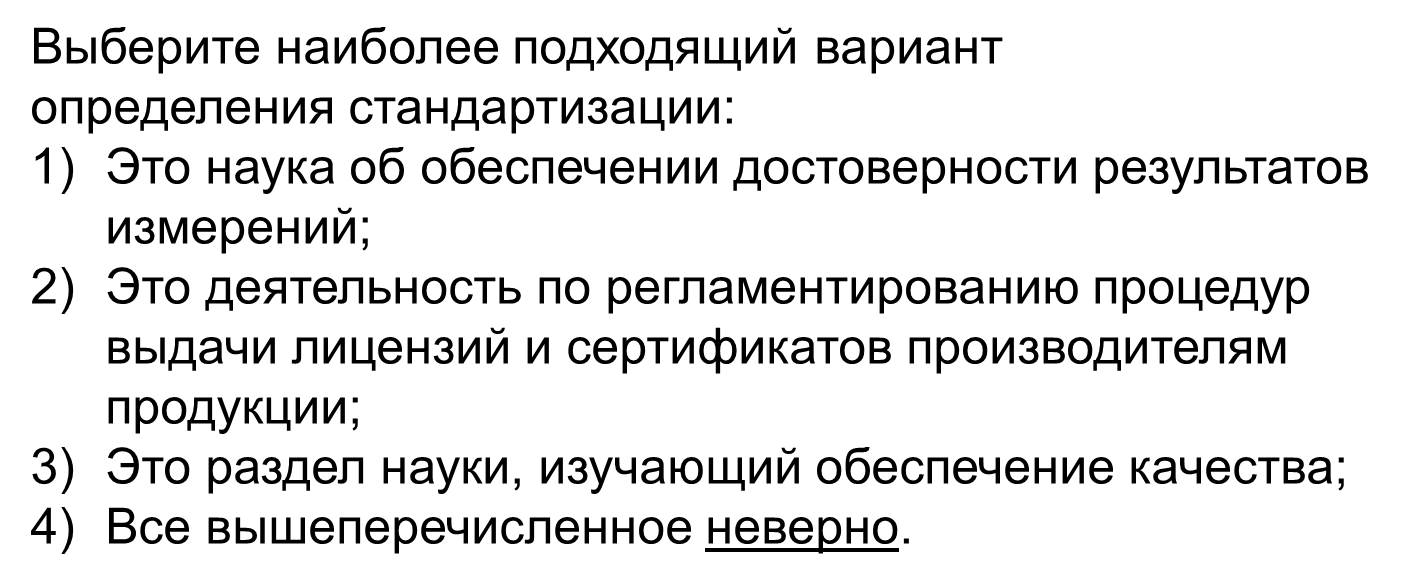 Выберите наиболее подходящий вариант
определения стандартизации:
1) Это наука об обеспечении достоверности результатов
измерений;
2) Это деятельность по регламентированию процедур
выдачи лицензий и сертификатов производителям
продукции;
3) Это раздел науки, изучающий обеспечение качества;
4) Все вышеперечисленное неверно.